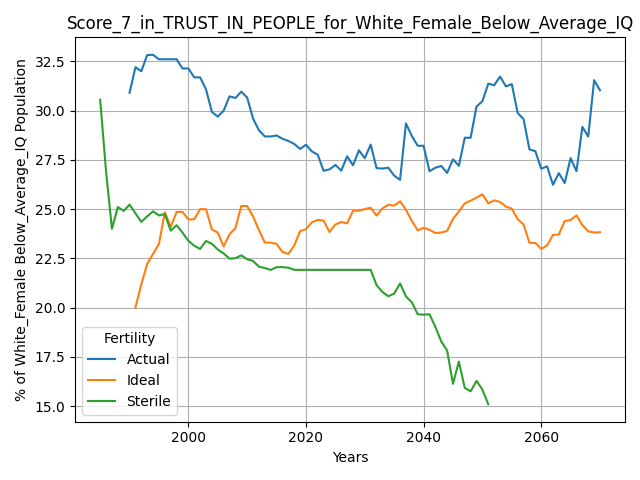 Score_7_in_TRUST_IN_PEOPLE_for_White_Female_Below_Average_IQ
% of White_Female Below_Average_IQ Population
32.5
30.0
27.5
25.0
22.5
20.0
17.5
15.0
Fertility
Actual
Ideal
Sterile
2000
2020
2040
2060
Years